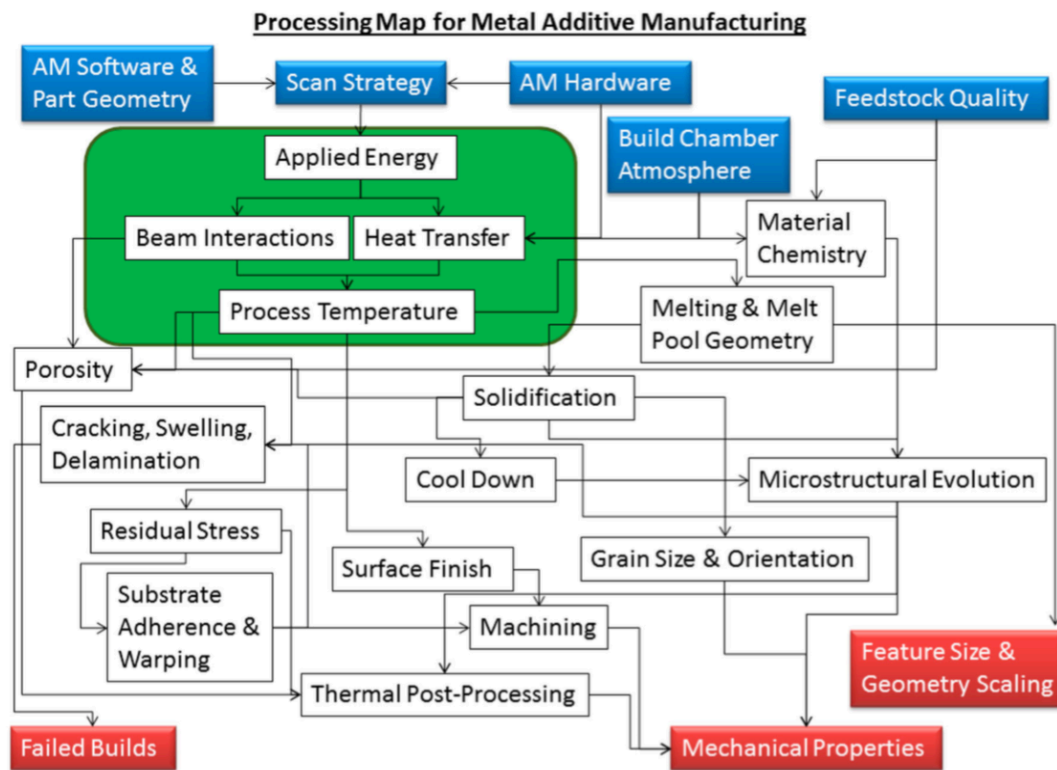 Processing Map for Metal Additive Manufacturing
AM Software &
Part Geometry
Scan Strategy
AM Hardware
Feedstock Quality
Build Chamber
Atmosphere
Applied Energy
Beam Interactions
Heat Transfer
Material
Chemistry
Process Temperature
Melting & Melt
Pool Geometry
Porosity
Solidification
Cracking, Swelling,
Delamination
Cool Down
Microstructural Evolution
Residual Stress
Surface Finish
Grain Size & Orientation
Substrate
Adherence &
Warping
Machining
Feature Size &
Geometry Scaling
Thermal Post-Processing
Failed Builds
Mechanical Properties